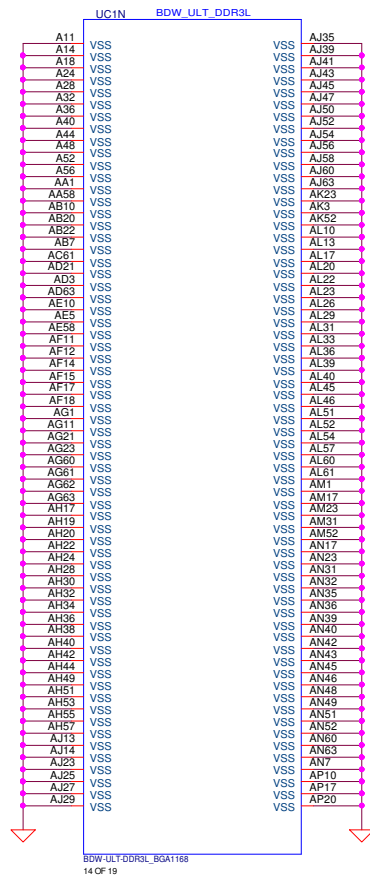 UC1N BDW_ULT_DDR3L
A11 VSS VSS AJ35
A14 VSS VSS AJ39
A18 VSS VSS AJ41
A24 VSS VSS AJ43
A28 VSS VSS AJ45
A32 VSS VSS AJ47
A36 VSS VSS AJ50
A40 VSS VSS AJ52
A44 VSS VSS AJ54
A48 VSS VSS AJ56
A52 VSS VSS AJ58
A56 VSS VSS AJ60
AA1 VSS VSS AJ63
AA58 VSS VSS AK23
AB10 VSS VSS AK3
AB20 VSS VSS AK52
AB22 VSS VSS AL10
AB7 VSS VSS AL13
AC61 VSS VSS AL17
AD21 VSS VSS AL20
AD3 VSS VSS AL22
AD63 VSS VSS AL23
AE10 VSS VSS AL26
AE5 VSS VSS AL29
AE58 VSS VSS AL31
AF11 VSS VSS AL33
AF12 VSS VSS AL36
AF14 VSS VSS AL39
AF15 VSS VSS AL40
AF17 VSS VSS AL45
AF18 VSS VSS AL46
AG1 VSS VSS AL51
AG11 VSS VSS AL52
AG21 VSS VSS AL54
AG23 VSS VSS AL57
AG60 VSS VSS AL60
AG61 VSS VSS AL61
AG62 VSS VSS AM1
AG63 VSS VSS AM17
AH17 VSS VSS AM23
AH19 VSS VSS AM31
AH20 VSS VSS AM52
AH22 VSS VSS AN17
AH24 VSS VSS AN23
AH28 VSS VSS AN31
AH30 VSS VSS AN32
AH32 VSS VSS AN35
AH34 VSS VSS AN36
AH36 VSS VSS AN39
AH38 VSS VSS AN40
AH40 VSS VSS AN42
AH42 VSS VSS AN43
AH44 VSS VSS AN45
AH49 VSS VSS AN46
AH51 VSS VSS AN48
AH53 VSS VSS AN49
AH55 VSS VSS AN51
AH57 VSS VSS AN52
AJ13 VSS VSS AN60
AJ14 VSS VSS AN63
AJ23 VSS VSS AN7
AJ25 VSS VSS AP10
AJ27 VSS VSS AP17
AJ29 VSS VSS AP20
BDW-ULT-DDR3L_BGA1168
14 OF 19